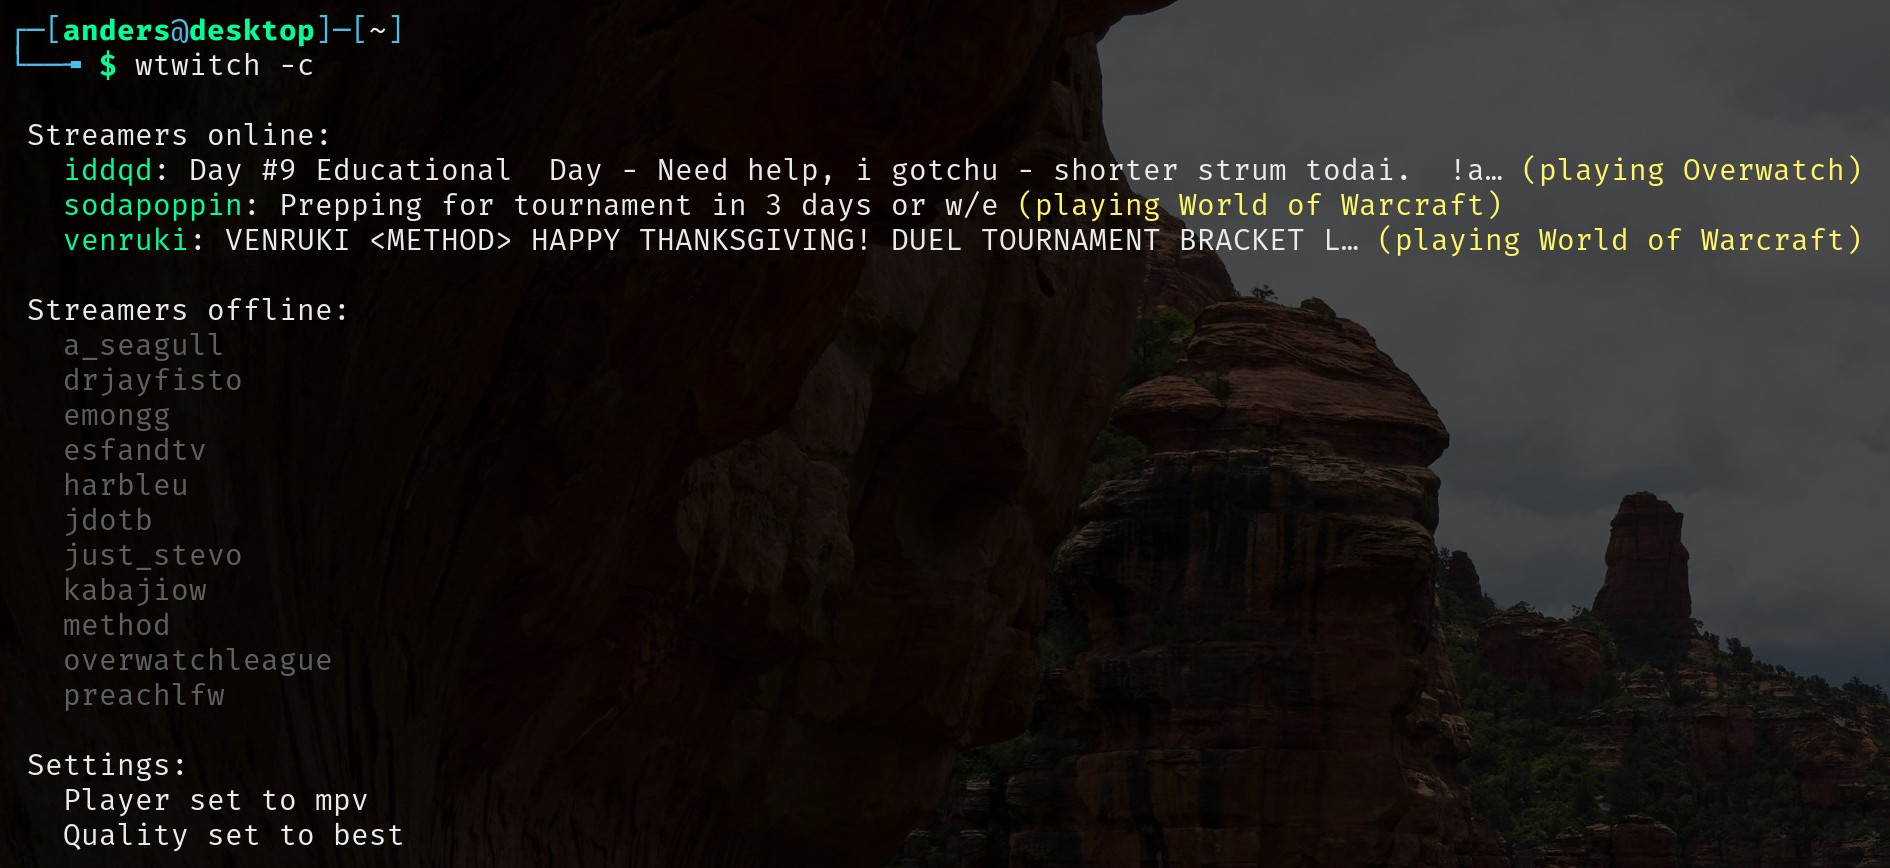 ┌─[anders@desktop]─[~]
└──╼ $ wtwitch -c
Streamers online:
iddqd: Day #9 Educational  Day - Need help, i gotchu - shorter strum todai.  !a… (playing Overwatch)
sodapoppin: Prepping for tournament in 3 days or w/e (playing World of Warcraft)
venruki: VENRUKI <METHOD> HAPPY THANKSGIVING! DUEL TOURNAMENT BRACKET L… (playing World of Warcraft)
Streamers offline:
a_seagull
drjayfisto
emongg
esfandtv
harbleu
jdotb
just_stevo
kabajiow
method
overwatchleague
preachlfw
Settings:
Player set to mpv
Quality set to best